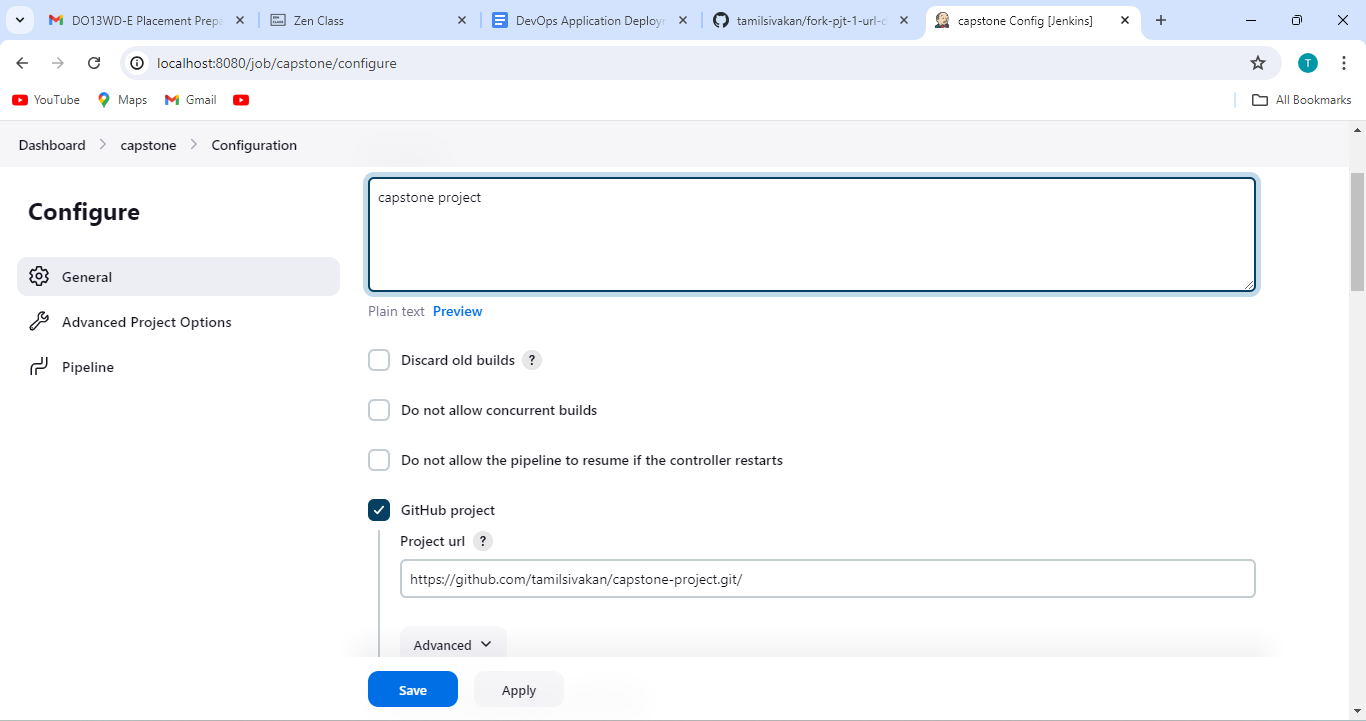 DO13WD-E Placement Prepa
Zen Class
DevOps Application Deploy
tamilsivakan/fork-pjt-1-url-d
capstone Config [Jenkins]
localhost:8080/job/capstone/configure
T
YouTube
Maps
Gmail
All Bookmarks
Dashboard
capstone
Configuration
Configure
General
Advanced Project Options
Pipeline
capstone project
Plain text Preview
Discard old builds ?
Do not allow concurrent builds
Do not allow the pipeline to resume if the controller restarts
GitHub project
Project url ?
https://github.com/tamilsivakan/capstone-project.git/
Advanced
Save
Apply